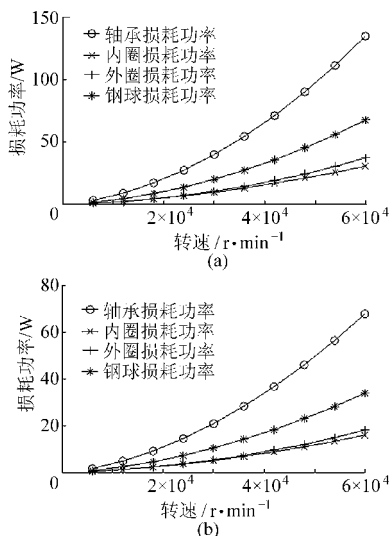 150
轴承损耗功率
内圈损耗功率
外圈损耗功率
钢球损耗功率
100
50
损耗功率/W
0
2×10⁴
4×10⁴
6×10⁴
转速/r·min⁻¹
(a)
80
60
轴承损耗功率
内圈损耗功率
外圈损耗功率
钢球损耗功率
40
20
损耗功率/W
0
2×10⁴
4×10⁴
6×10⁴
转速/r·min⁻¹
(b)